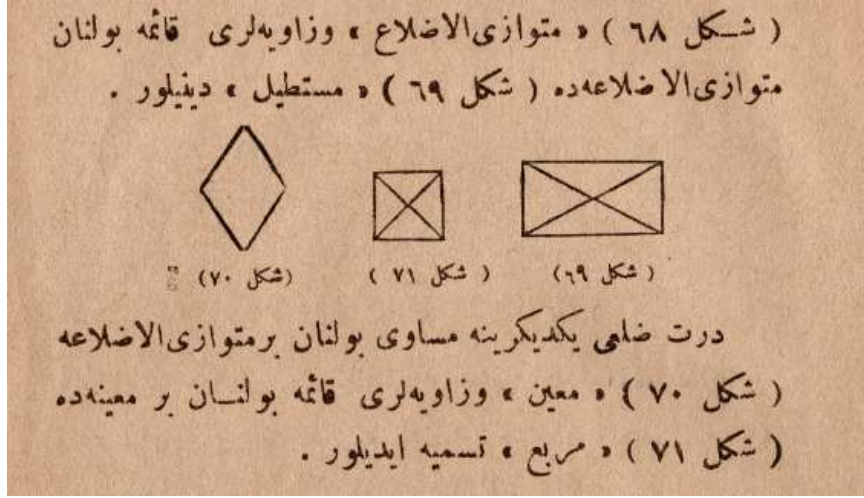 ( شکل ٦٨ ) « متوازی‌الاضلاع » وزاویه‌لری قائمه بولنان
متوازی‌الاضلاعه‌ده ( شکل ٦٩ ) « مستطیل » دینیلور .
( شکل ٦٩)
( شکل ٧١ )
(شکل ٧٠)
درت ضلعی یکدیکرینه مساوی بولنان برمتوازی‌الاضلاعه
( شکل ٧٠ ) « معین » وزاویه‌لری قائمه بولنـان بر معینه‌ده
( شکل ٧١ ) « مربع » تسمیه ایدیلور .